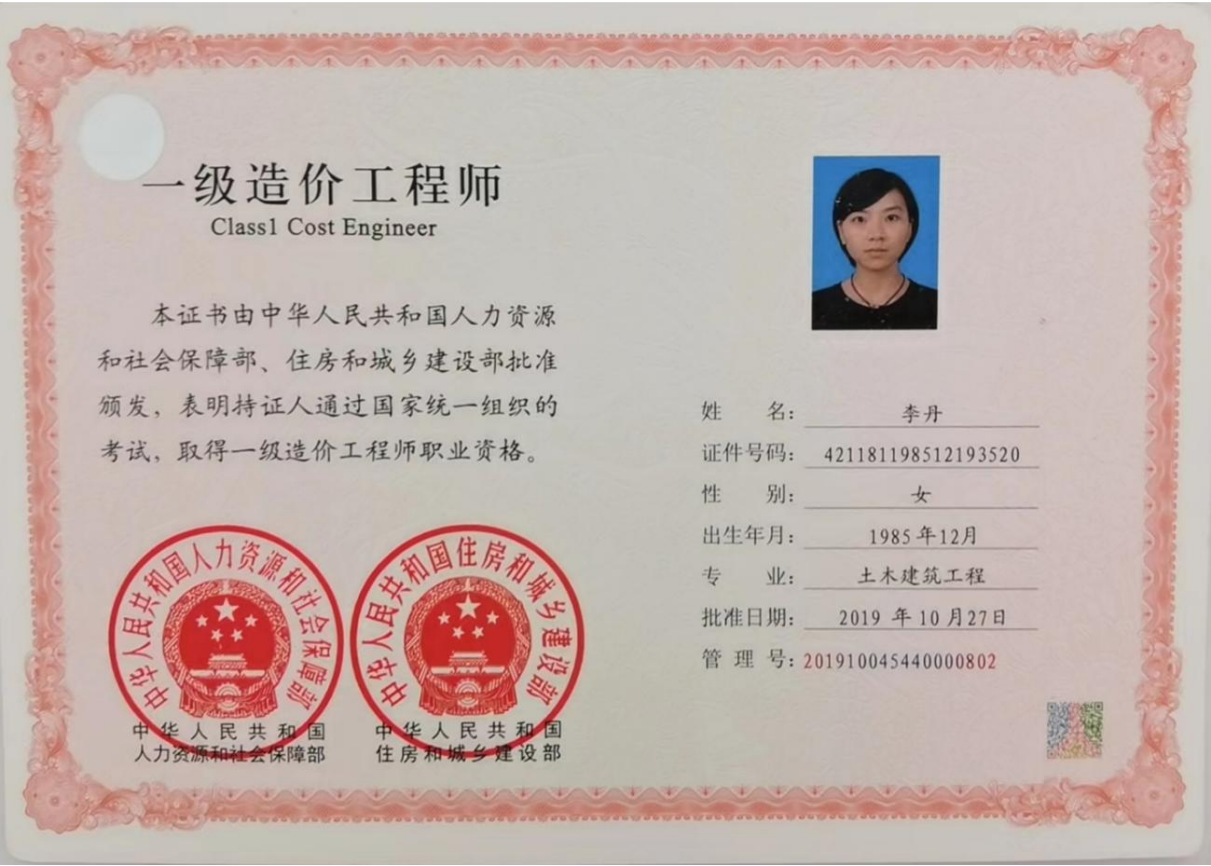 一级造价工程师
Class1 Cost Engineer
本证书由中华人民共和国人力资源
和社会保障部、住房和城乡建设部批准
颁发，表明持证人通过国家统一组织的
考试，取得一级造价工程师职业资格。
中华人民共和国人力资源和社会保障部
中华人民共和国
人力资源和社会保障部
中华人民共和国住房和城乡建设部
中华人民共和国
住房和城乡建设部
姓 名： 李丹
证件号码： 421181198512193520
性 别： 女
出生年月： 1985年12月
专 业： 土木建筑工程
批准日期： 2019 年 10 月27日
管 理 号：201910045440000802